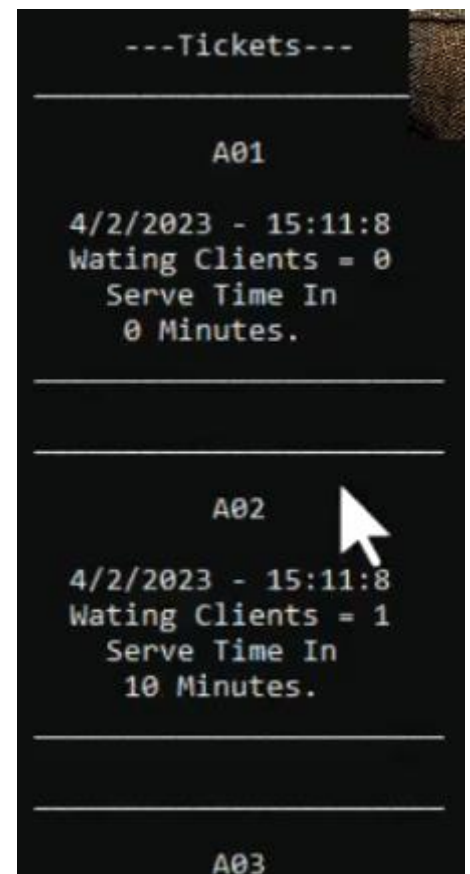 ---Tickets---
A01
4/2/2023 - 15:11:8
Wating Clients = 0
Serve Time In
0 Minutes.
A02
4/2/2023 - 15:11:8
Wating Clients = 1
Serve Time In
10 Minutes.
A03